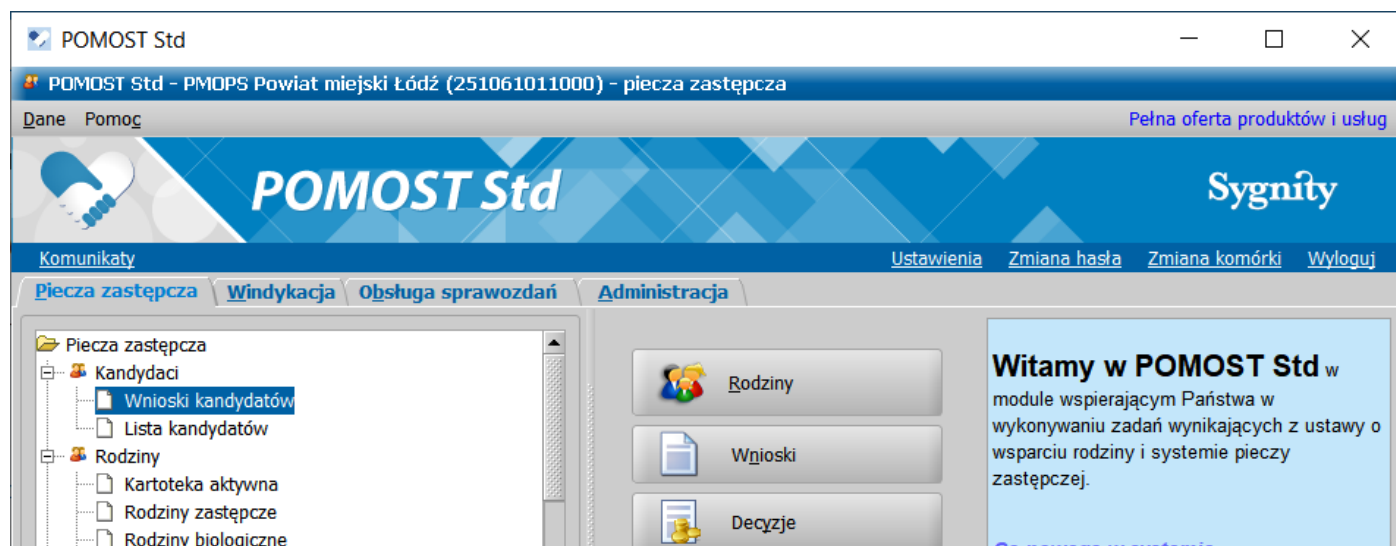 POMOST Std
POMOST Std - PMOPS Powiat miejski Łódź (251061011000) - piecza zastępcza
Dane Pomoc Pełna oferta produktów i usług
POMOST Std Sygnity
Komunikaty Ustawienia Zmiana hasła Zmiana komórki Wyloguj
Piecza zastępcza Windykacja Obsługa sprawozdań Administracja
Piecza zastępcza
Kandydaci
Wnioski kandydatów
Lista kandydatów
Rodziny
Kartoteka aktywna
Rodziny zastępcze
Rodziny biologiczne
Rodziny
Wnioski
Decyzje
Witamy w POMOST Std w
module wspierającym Państwa w
wykonywaniu zadań wynikających z ustawy o
wsparciu rodziny i systemie pieczy
zastępczej.